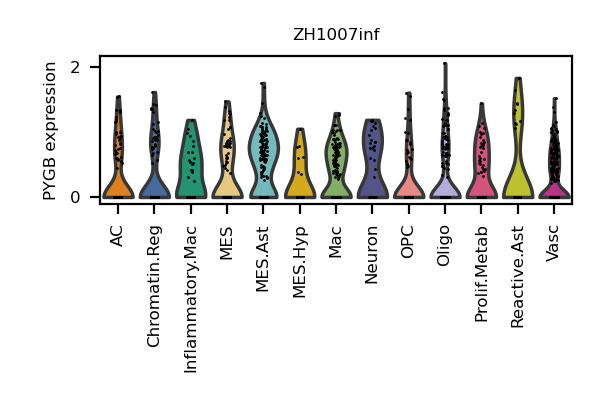 ZH1007inf
PYGB expression
2
0
AC
Chromatin.Reg
Inflammatory.Mac
MES
MES.Ast
MES.Hyp
Mac
Neuron
OPC
Oligo
Prolif.Metab
Reactive.Ast
Vasc